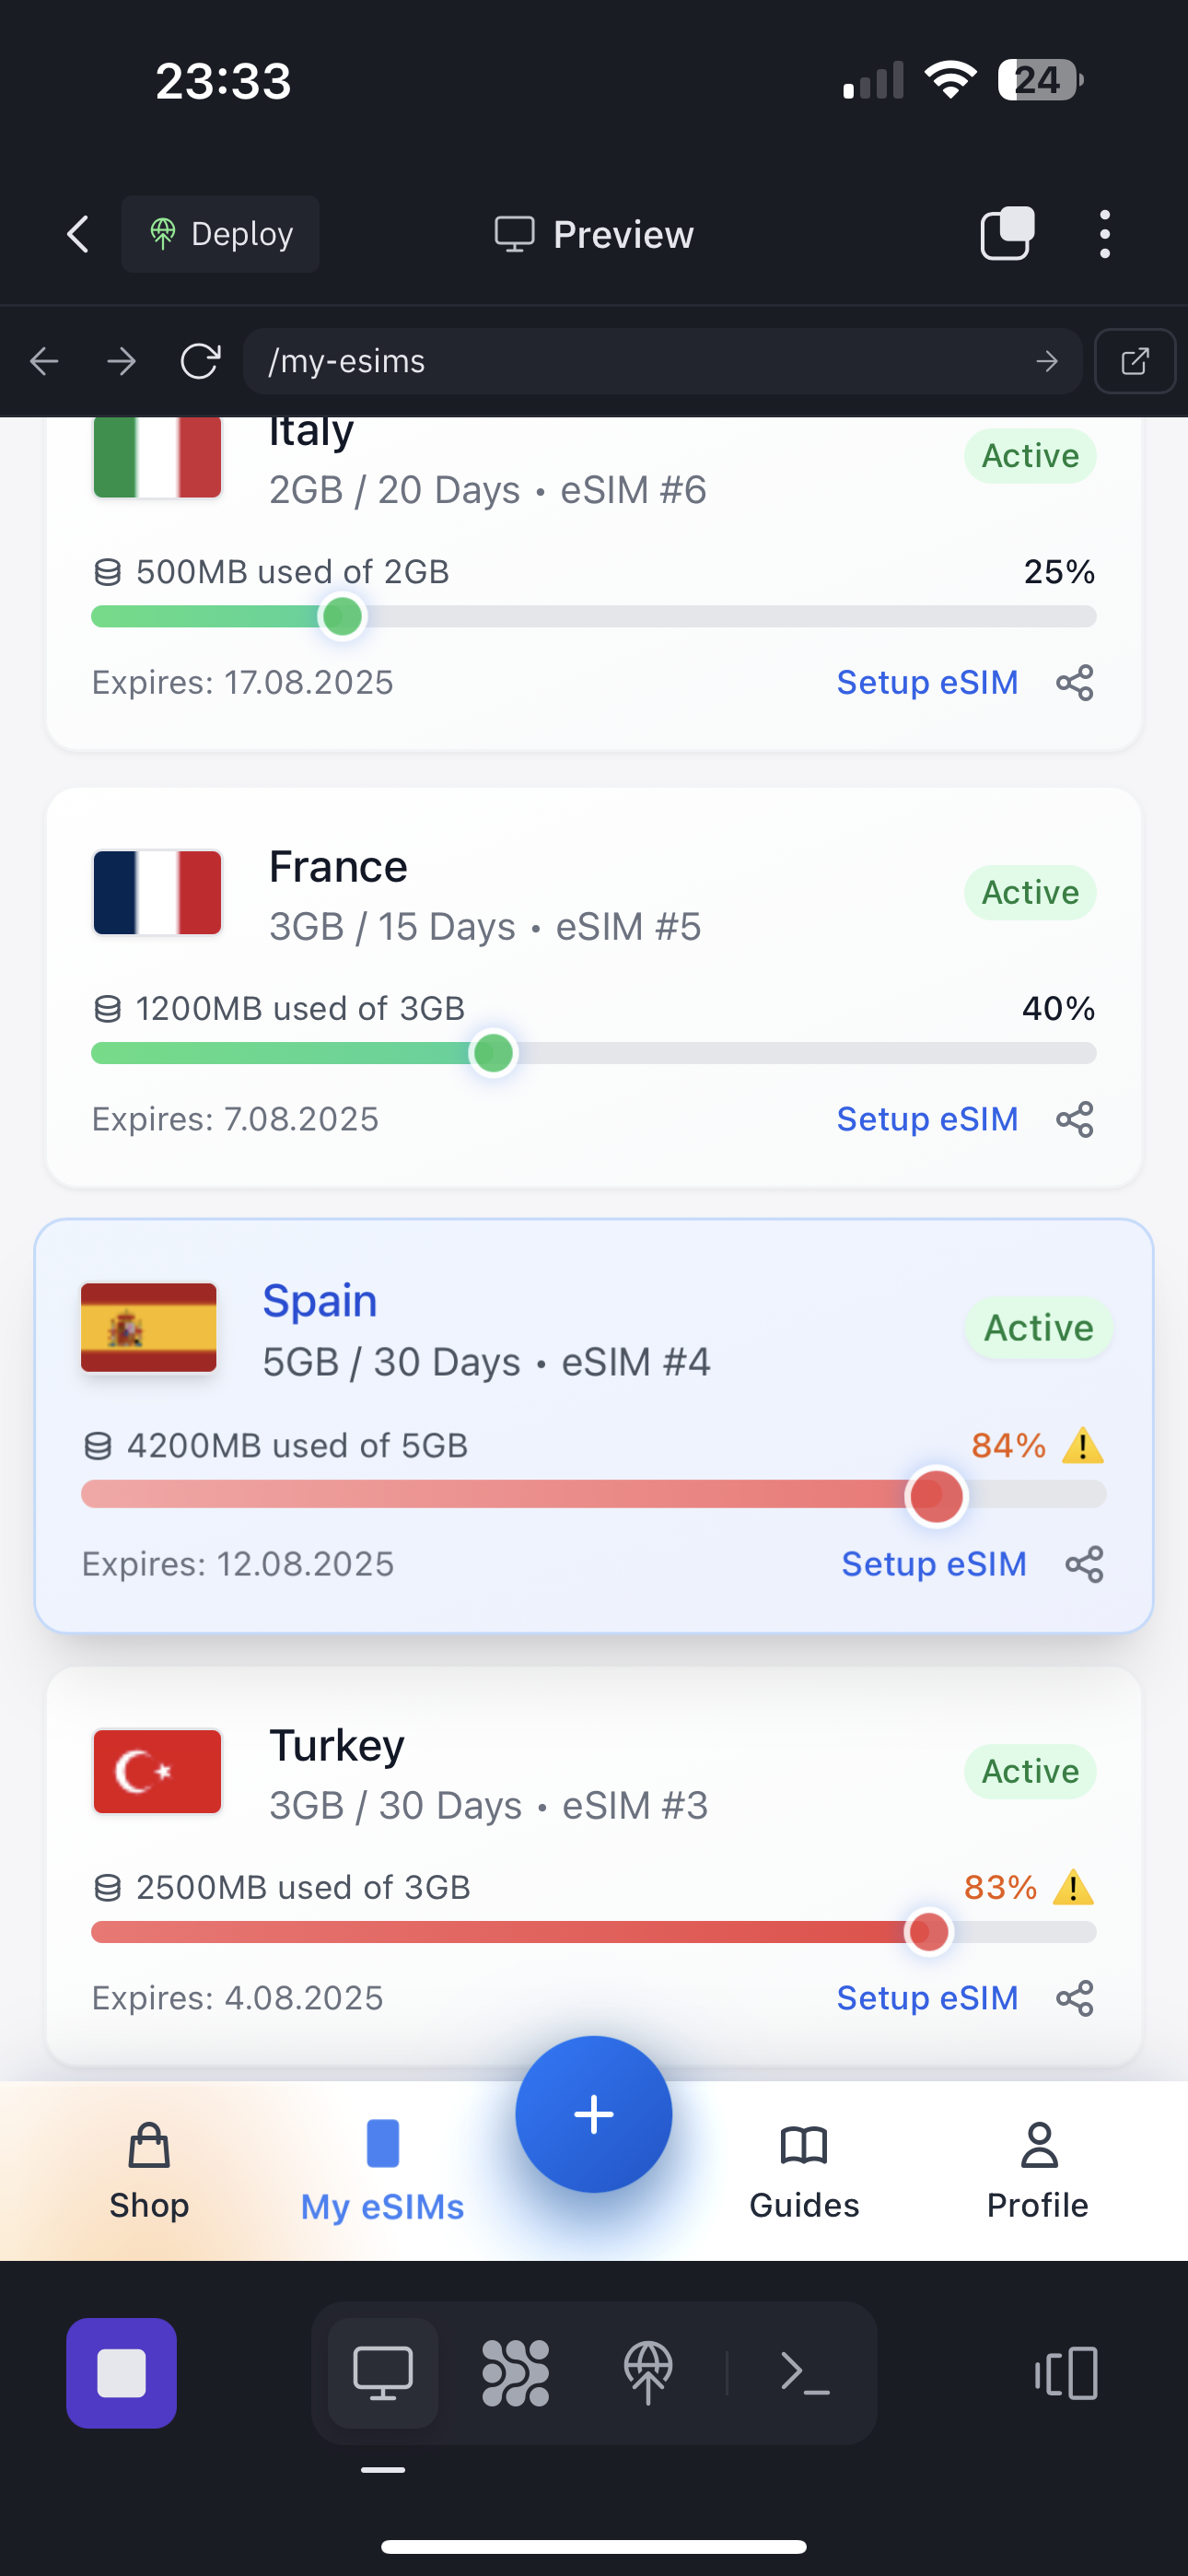 23:33
24
Deploy
Preview
/my-esims
Italy
Active
2GB / 20 Days • eSIM #6
500MB used of 2GB
25%
Expires: 17.08.2025
Setup eSIM
France
Active
3GB / 15 Days • eSIM #5
1200MB used of 3GB
40%
Expires: 7.08.2025
Setup eSIM
Spain
Active
5GB / 30 Days • eSIM #4
4200MB used of 5GB
84%
Expires: 12.08.2025
Setup eSIM
Turkey
Active
3GB / 30 Days • eSIM #3
2500MB used of 3GB
83%
Expires: 4.08.2025
Setup eSIM
Shop
My eSIMs
Guides
Profile